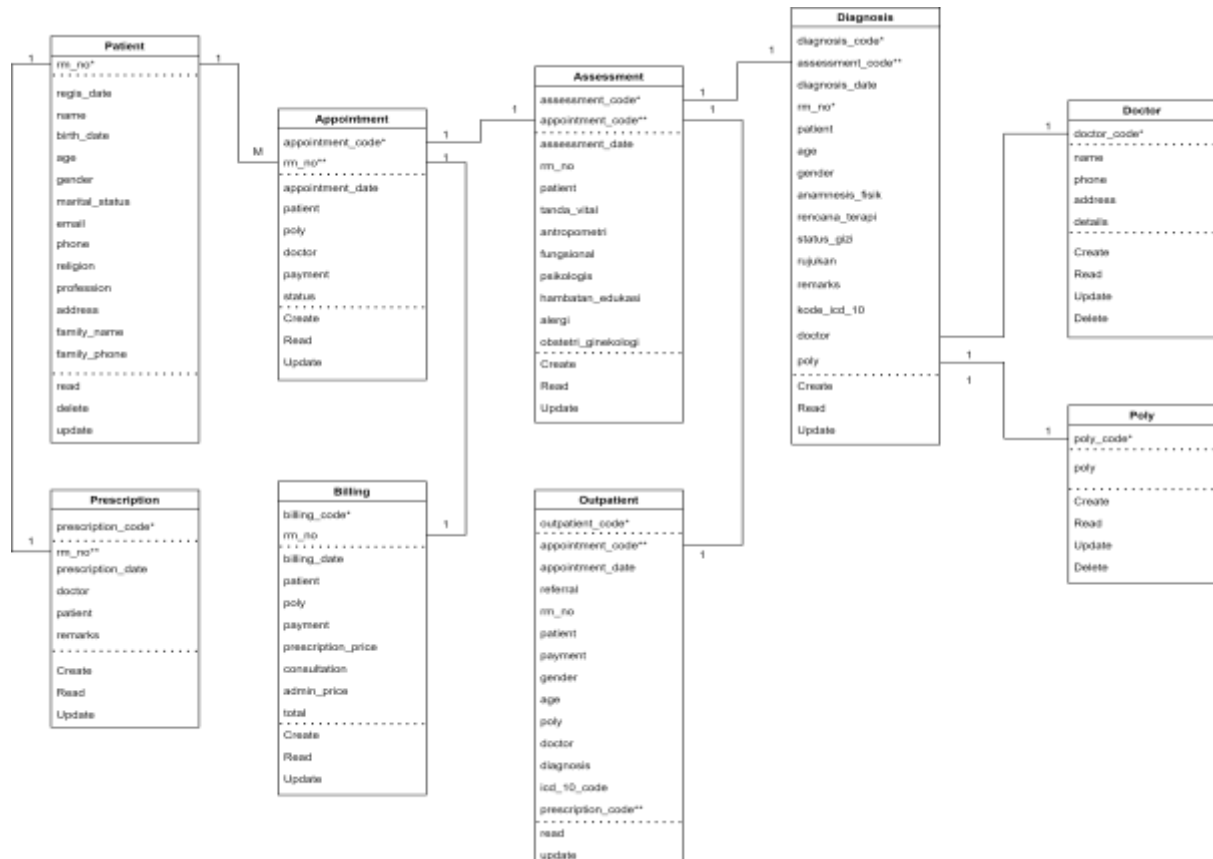 Patient
rm_no*
regis_date
name
birth_date
age
gender
marital_status
email
phone
religion
profession
address
family_name
family_phone
read
delete
update
1
1
1
M
Prescription
prescription_code*
rm_no**
prescription_date
doctor
patient
remarks
Create
Read
Update
Appointment
appointment_code*
rm_no**
appointment_date
patient
poly
doctor
payment
status
Create
Read
Update
1
1
1
Billing
billing_code*
rm_no
billing_date
patient
poly
payment
prescription_price
consultation
admin_price
total
Create
Read
Update
1
Assessment
assessment_code*
appointment_code**
assessment_date
rm_no
patient
tanda_vital
antropometri
fungsional
psikologis
hambatan_edukasi
alergi
obstetri_ginekologi
Create
Read
Update
1
1
1
Outpatient
outpatient_code*
appointment_code**
appointment_date
referral
rm_no
patient
payment
gender
age
poly
doctor
diagnosis
icd_10_code
prescription_code**
read
update
1
Diagnosis
diagnosis_code*
assessment_code**
diagnosis_date
rm_no*
patient
age
gender
anamnesis_fisik
rencana_terapi
status_gizi
rujukan
remarks
kode_icd_10
doctor
poly
Create
Read
Update
1
1
1
Doctor
doctor_code*
name
phone
address
details
Create
Read
Update
Delete
1
Poly
poly_code*
poly
Create
Read
Update
Delete